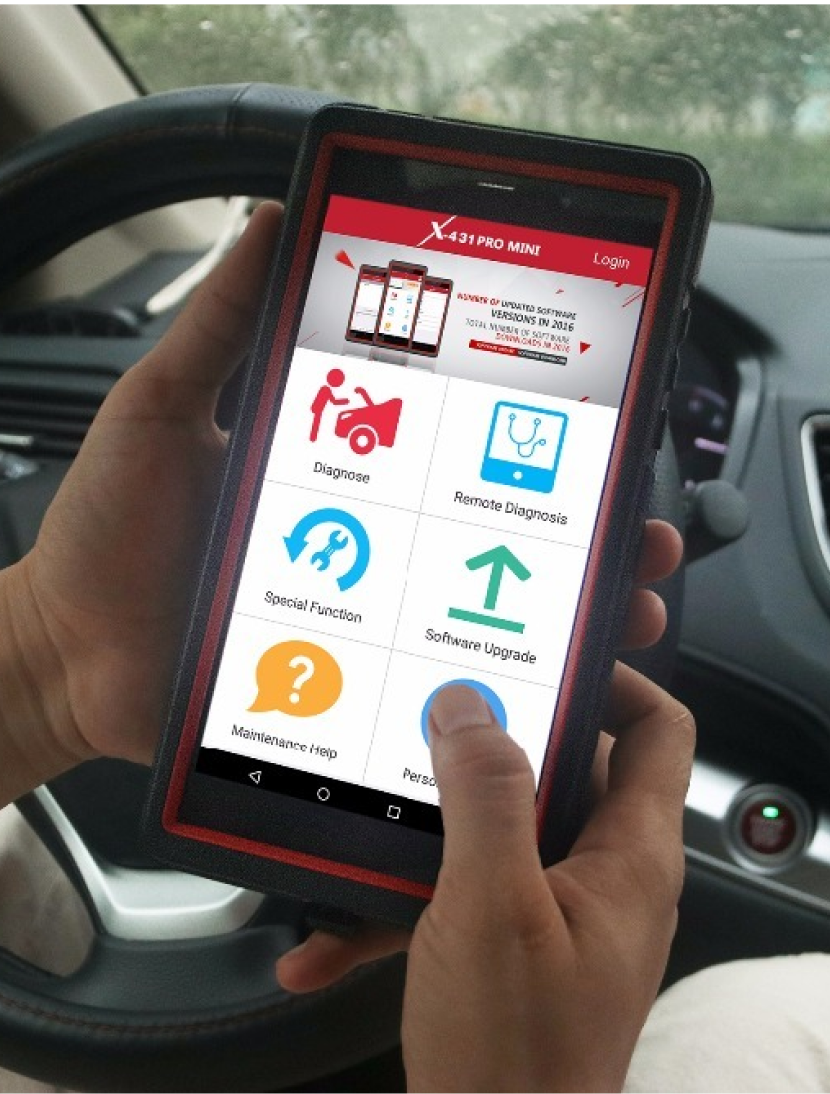 X-431 PRO MINI
Login
NUMBER OF UPDATED SOFTWARE
VERSIONS IN 2016
TOTAL NUMBER OF SOFTWARE
DOWNLOADS IN 2016
Diagnose
Remote Diagnosis
Special Function
Software Upgrade
Maintenance Help